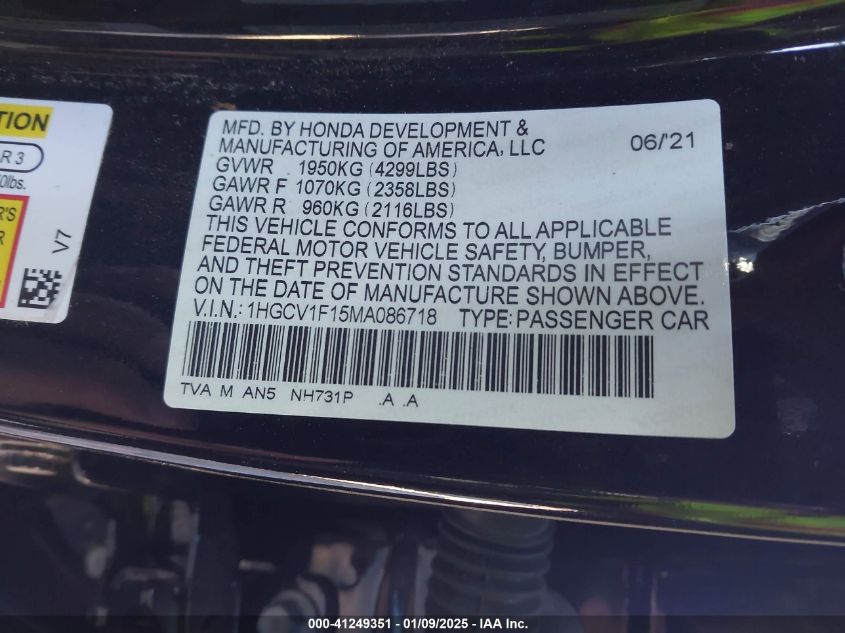 TION
R 3
0lbs.
R'S
R
V7
MFD. BY HONDA DEVELOPMENT &
MANUFACTURING OF AMERICA, LLC 06/'21
GVWR 1950KG (4299LBS)
GAWR F 1070KG (2358LBS)
GAWR R 960KG (2116LBS)
THIS VEHICLE CONFORMS TO ALL APPLICABLE
FEDERAL MOTOR VEHICLE SAFETY, BUMPER,
AND THEFT PREVENTION STANDARDS IN EFFECT
ON THE DATE OF MANUFACTURE SHOWN ABOVE.
V.I.N.: 1HGCV1F15MA086718 TYPE: PASSENGER CAR
TVA M AN5 NH731P .A .A
000-41249351 - 01/09/2025 - IAA Inc.